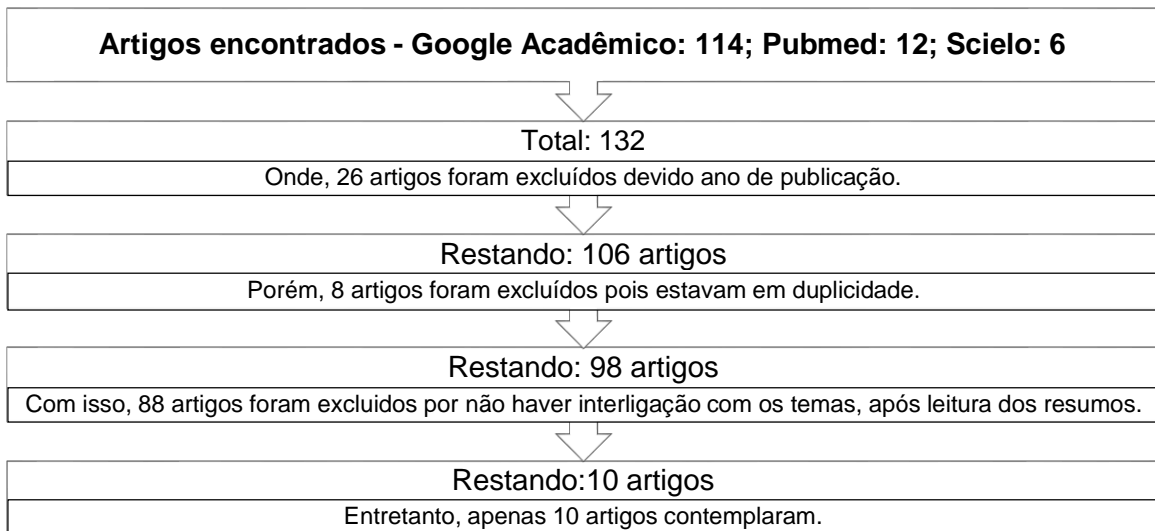 Artigos encontrados - Google Acadêmico: 114; Pubmed: 12; Scielo: 6
Total: 132
Onde, 26 artigos foram excluídos devido ano de publicação.
Restando: 106 artigos
Porém, 8 artigos foram excluídos pois estavam em duplicidade.
Restando: 98 artigos
Com isso, 88 artigos foram excluidos por não haver interligação com os temas, após leitura dos resumos.
Restando:10 artigos
Entretanto, apenas 10 artigos contemplaram.